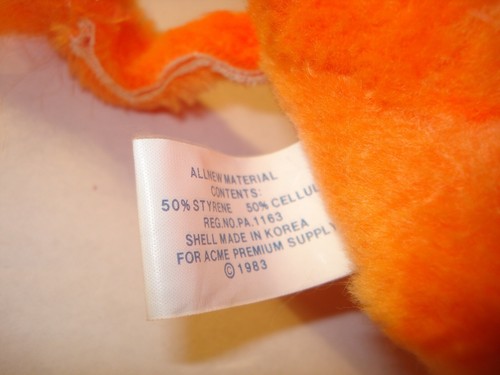 ALL NEW MATERIAL
CONTENTS:
50% STYRENE 50% CELLUL
REG.NO.PA.1163
SHELL MADE IN KOREA
FOR ACME PREMIUM SUPPLY
© 1983